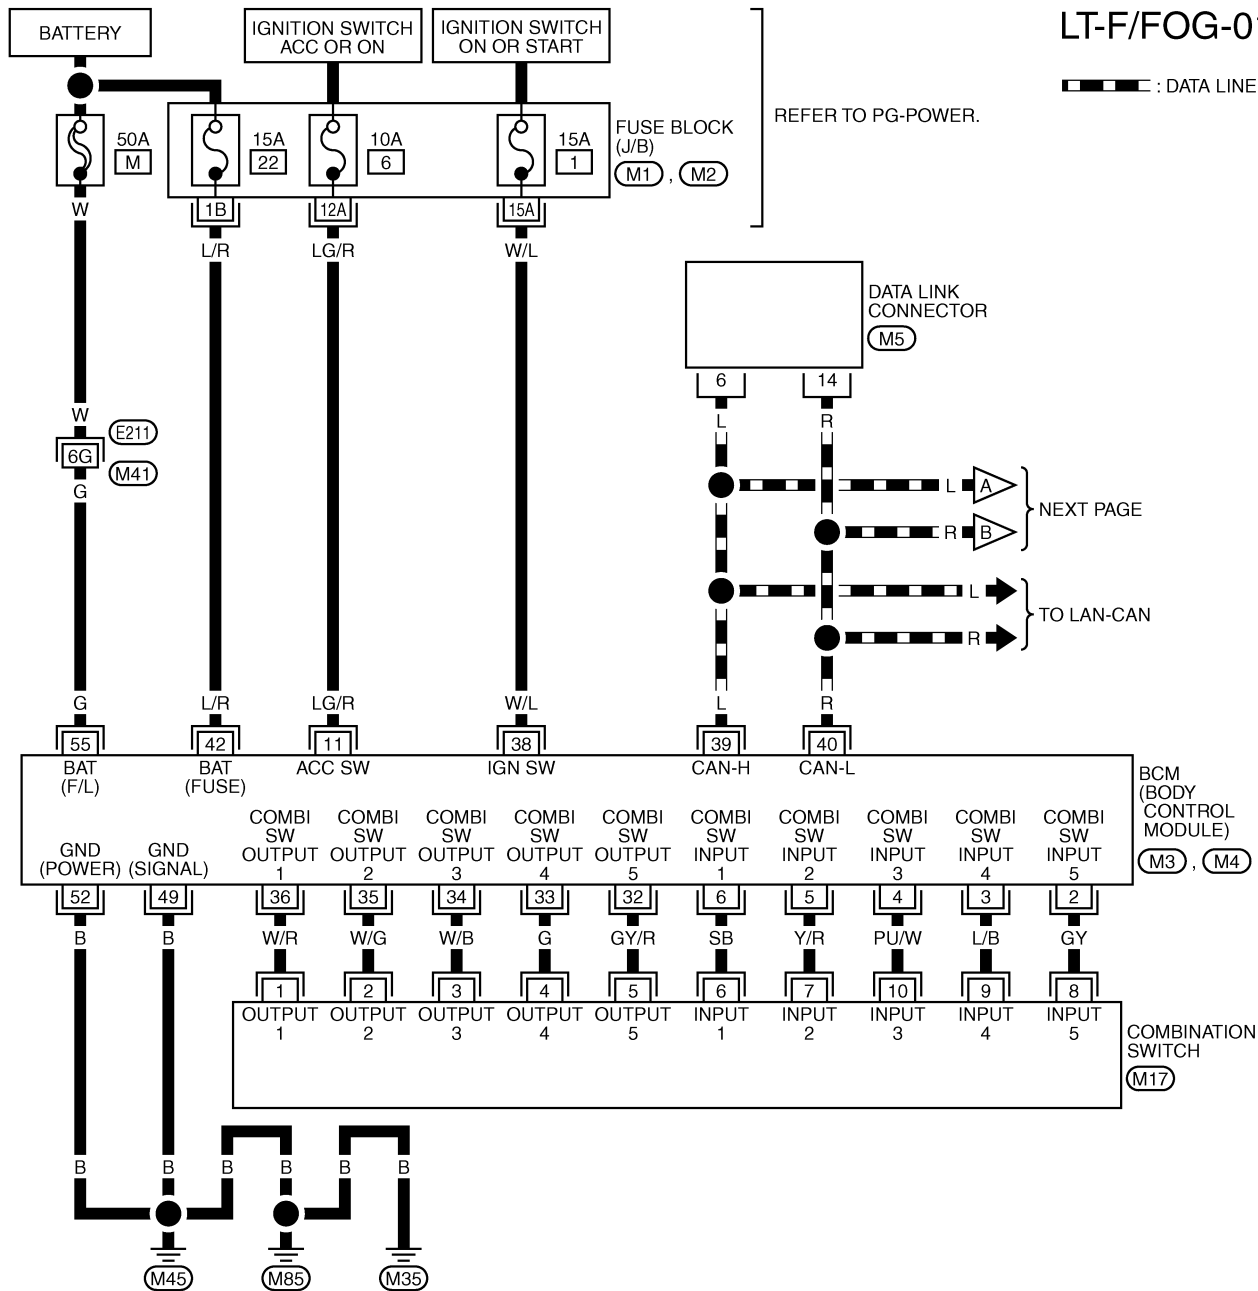 LT-F/FOG-01
BATTERY
IGNITION SWITCH
ACC OR ON
IGNITION SWITCH
ON OR START
: DATA LINE
REFER TO PG-POWER.
50A
M
15A
22
10A
6
15A
1
FUSE BLOCK
(J/B)
M1 , M2
W
1B
12A
15A
L/R
LG/R
W/L
DATA LINK
CONNECTOR
M5
6
14
L
R
W
E211
6G
M41
G
L
A
R
B
NEXT PAGE
L
R
TO LAN-CAN
G
L/R
LG/R
W/L
L
R
55
42
11
38
39
40
BAT
(F/L)
BAT
(FUSE)
ACC SW
IGN SW
CAN-H
CAN-L
BCM
(BODY
CONTROL
MODULE)
M3 , M4
GND
(POWER)
GND
(SIGNAL)
COMBI
SW
OUTPUT
1
COMBI
SW
OUTPUT
2
COMBI
SW
OUTPUT
3
COMBI
SW
OUTPUT
4
COMBI
SW
OUTPUT
5
COMBI
SW
INPUT
1
COMBI
SW
INPUT
2
COMBI
SW
INPUT
3
COMBI
SW
INPUT
4
COMBI
SW
INPUT
5
52
49
36
35
34
33
32
6
5
4
3
2
B
B
W/R
W/G
W/B
G
GY/R
SB
Y/R
PU/W
L/B
GY
1
2
3
4
5
6
7
10
9
8
OUTPUT
1
OUTPUT
2
OUTPUT
3
OUTPUT
4
OUTPUT
5
INPUT
1
INPUT
2
INPUT
3
INPUT
4
INPUT
5
COMBINATION
SWITCH
M17
B
B
B
B
B
B
M45
M85
M35